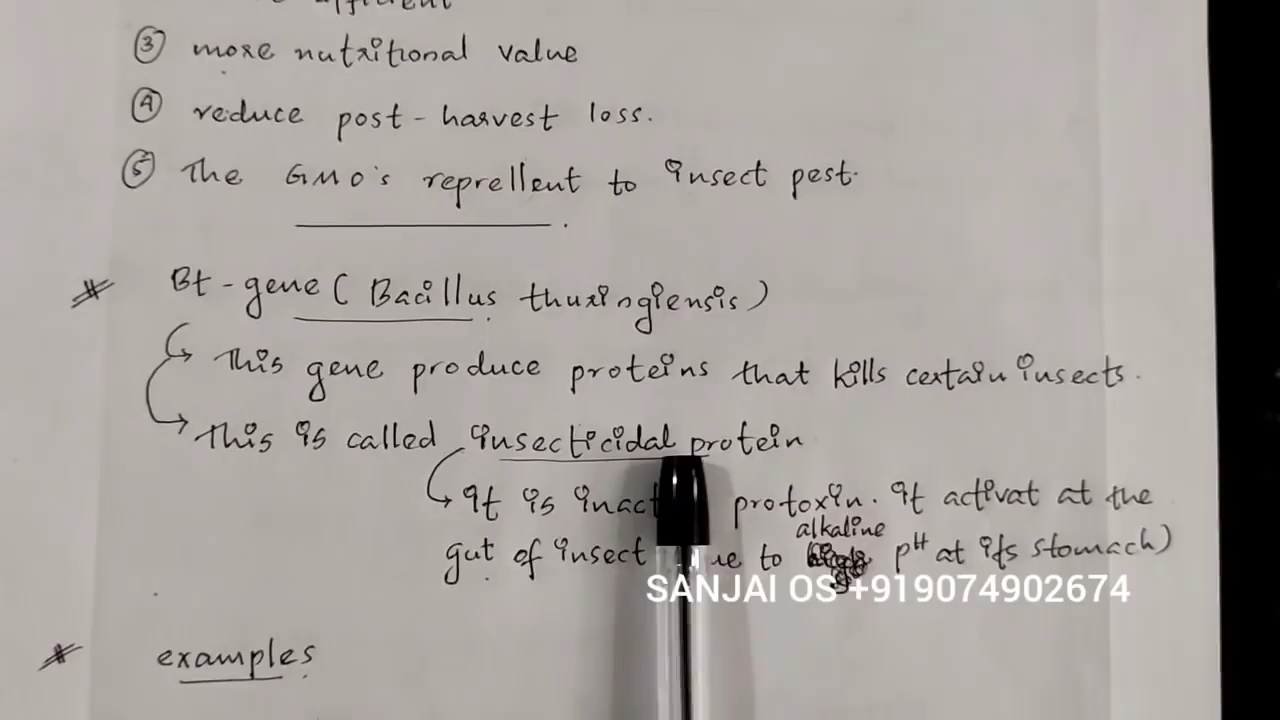 ③ more nutritional value
④ reduce post-harvest loss.
⑤ The GMO's reprellent to insect pest.
* Bt-gene (Bacillus thuringiensis)
This gene produce proteins that kills certain insects.
This is called insecticidal protein
It is inact protoxin. It activat at the
alkaline
gut of insect to pH at its stomach)
SANJAI OS +919074902674
* examples